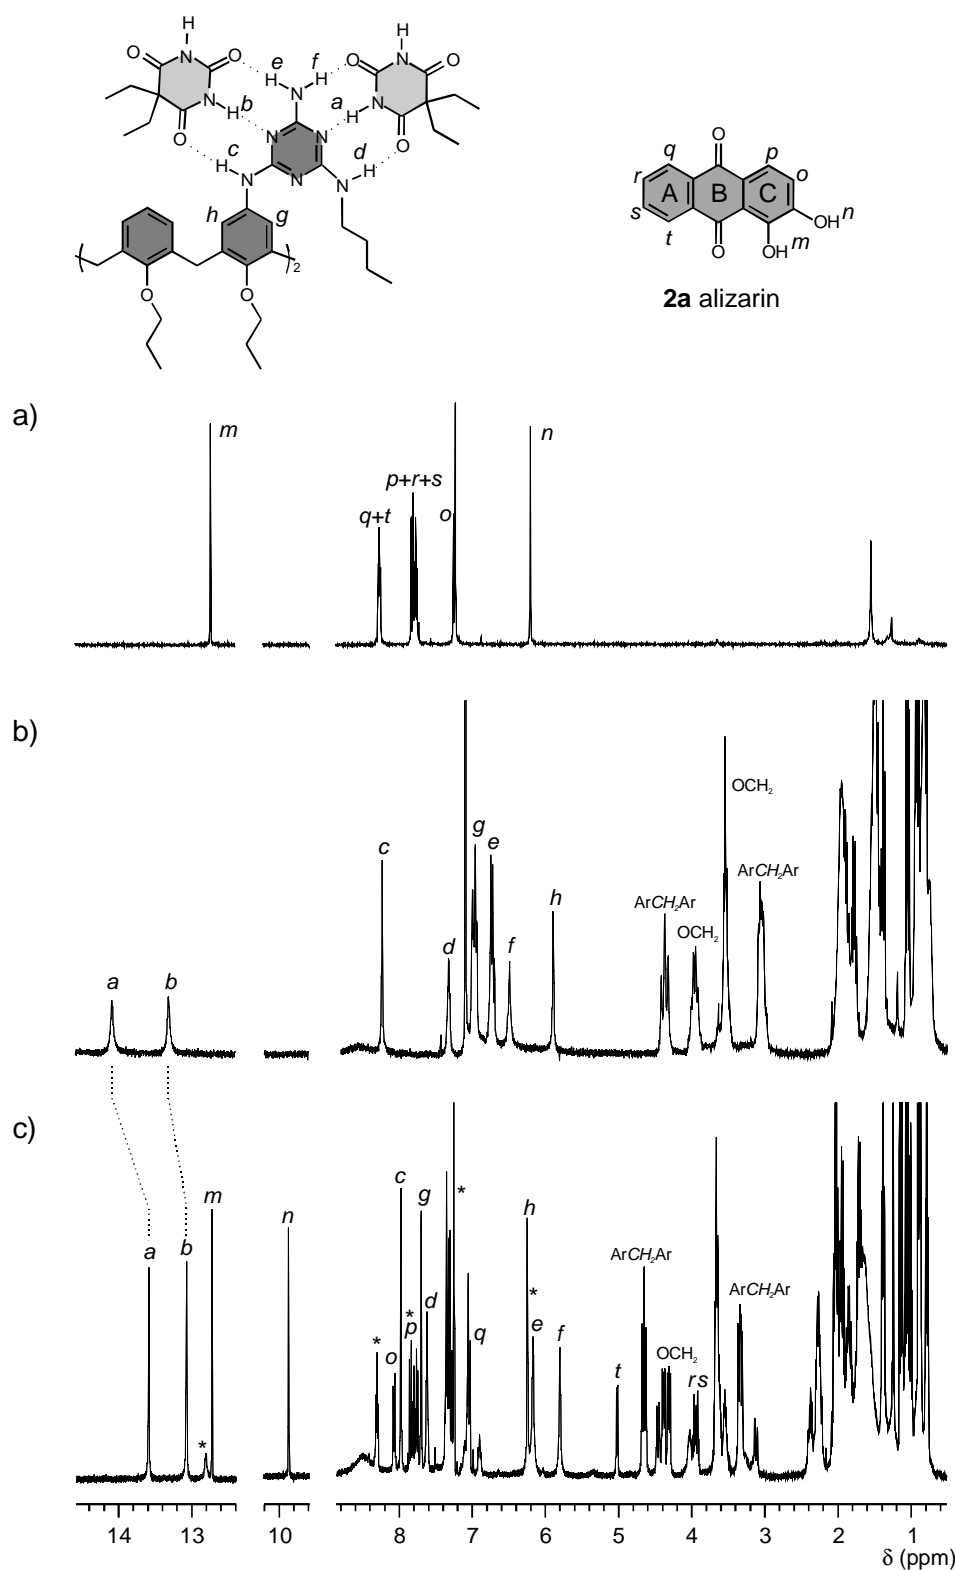 H
O N O e f O N O
H H
N H b N a H N
O N N O
c d
H N H
N N
h g
( )₂
O O
q O p
r A B C o
s OH n
t O OH m
2a alizarin
a)
m
n
p+r+s
q+t
o
b)
OCH₂
g
c e
ArCH₂Ar
h ArCH₂Ar
OCH₂
d f
a b
c)
c
m g *
n h
a b ArCH₂Ar
ArCH₂Ar
d *
* p e f
* q OCH₂
o t r s
*
14 12 10 8 7 6 5 4 3 2 1
δ (ppm)